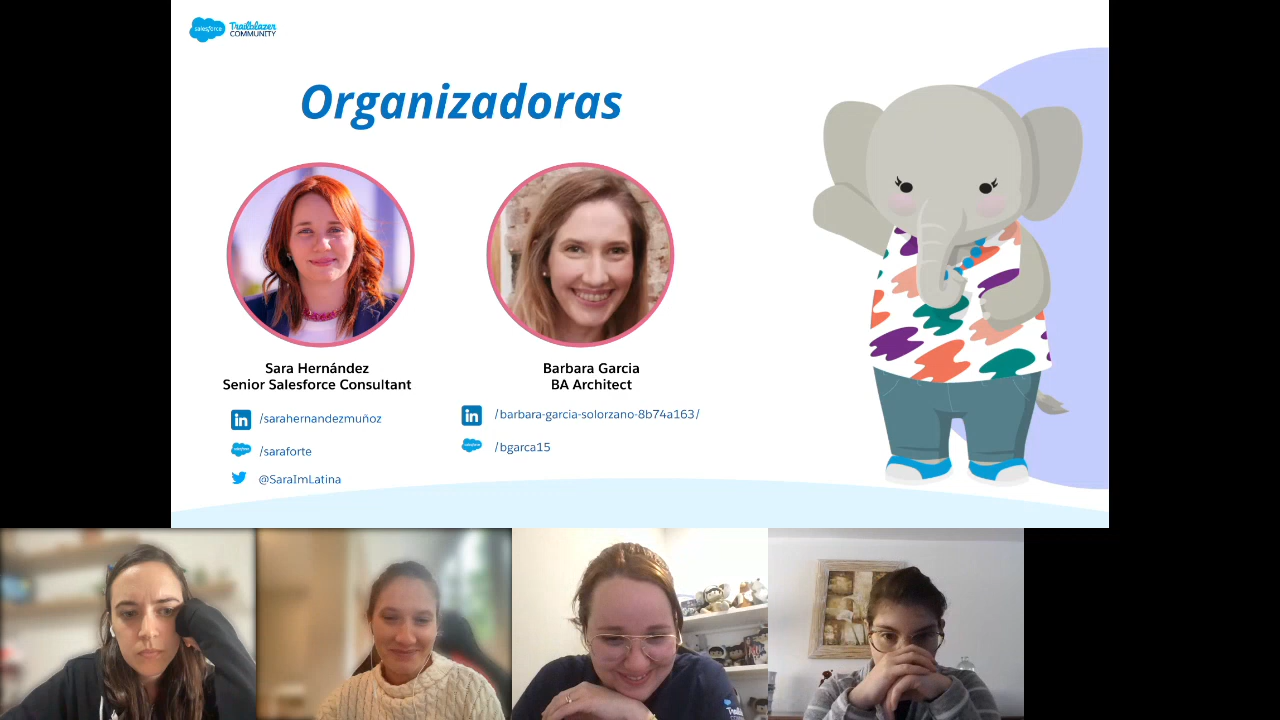 salesforce
Trailblazer
COMMUNITY
Organizadoras
Sara Hernández
Senior Salesforce Consultant
/sarahernandezmuñoz
/saraforte
@SaraImLatina
Barbara Garcia
BA Architect
/barbara-garcia-solorzano-8b74a163/
/bgarca15